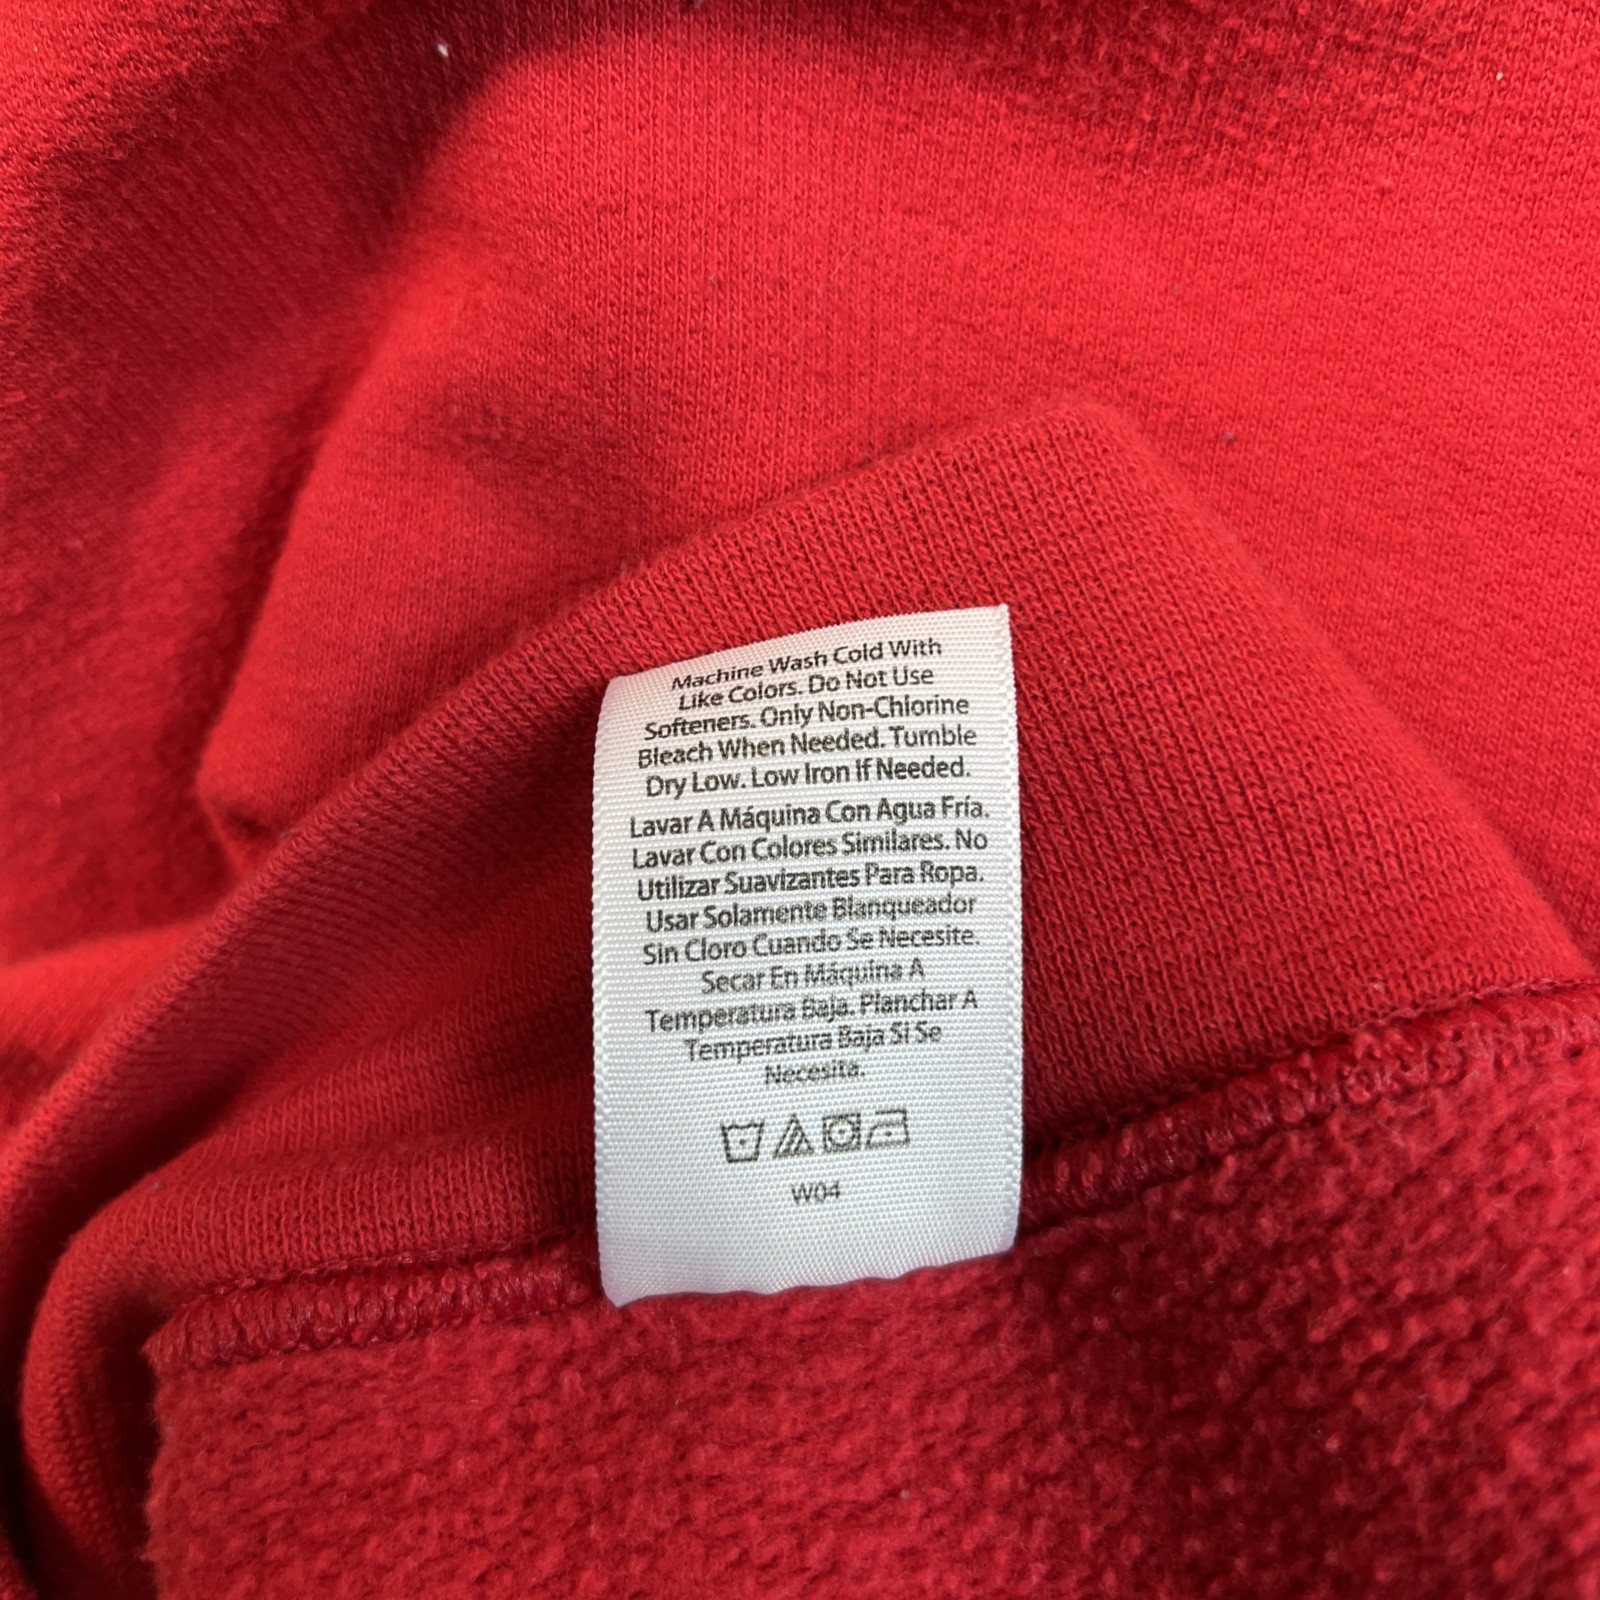 Machine Wash Cold With
Like Colors. Do Not Use
Softeners. Only Non-Chlorine
Bleach When Needed. Tumble
Dry Low. Low Iron If Needed.
Lavar A Máquina Con Agua Fría.
Lavar Con Colores Similares. No
Utilizar Suavizantes Para Ropa.
Usar Solamente Blanqueador
Sin Cloro Cuando Se Necesite.
Secar En Máquina A
Temperatura Baja. Planchar A
Temperatura Baja Si Se
Necesita.
W04